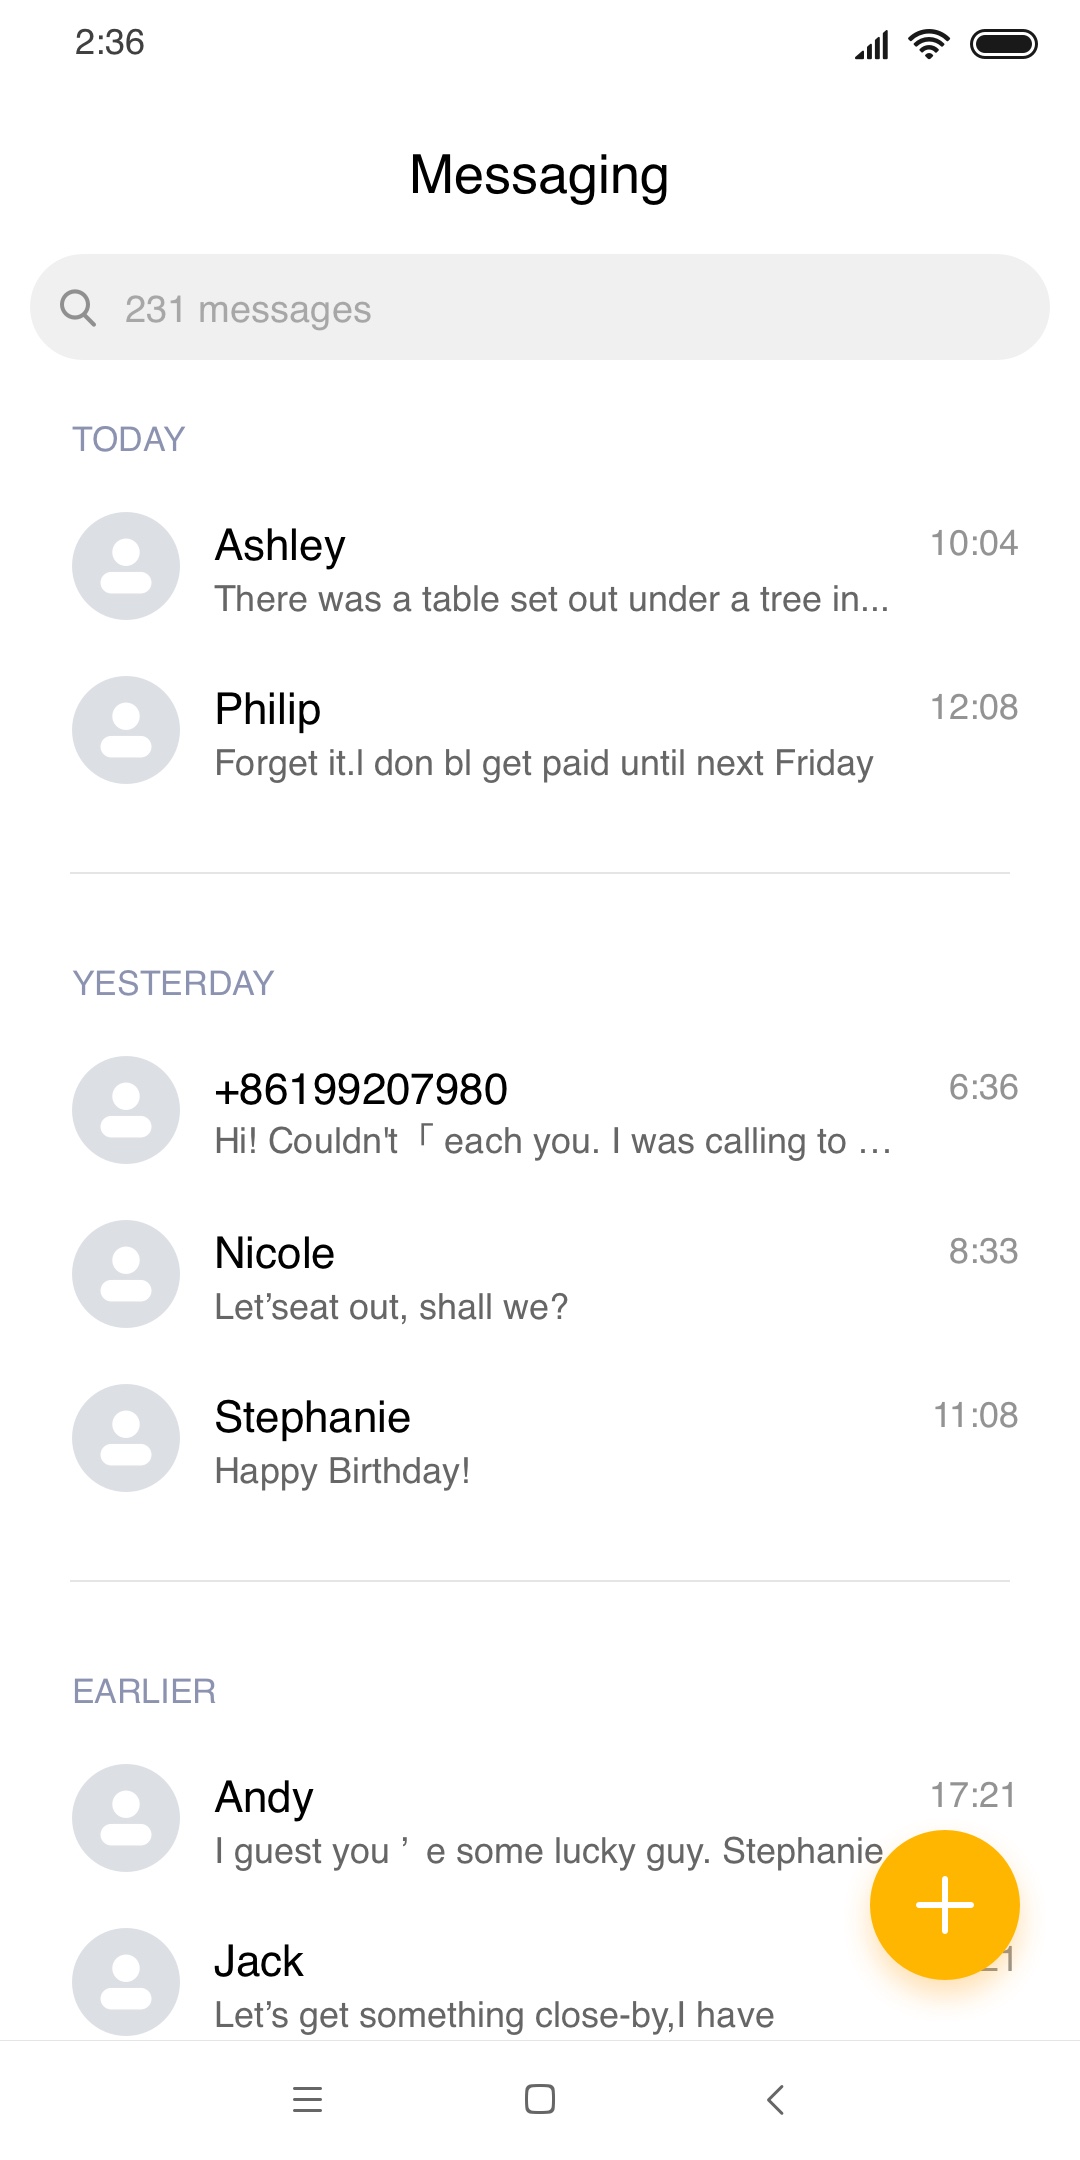 2:36
Messaging
231 messages
TODAY
Ashley
10:04
There was a table set out under a tree in...
Philip
12:08
Forget it.I don bl get paid until next Friday
YESTERDAY
+86199207980
6:36
Hi! Couldn't「 each you. I was calling to …
Nicole
8:33
Let’seat out, shall we?
Stephanie
11:08
Happy Birthday!
EARLIER
Andy
17:21
I guest you ’ e some lucky guy. Stephanie
Jack
Let’s get something close-by,I have